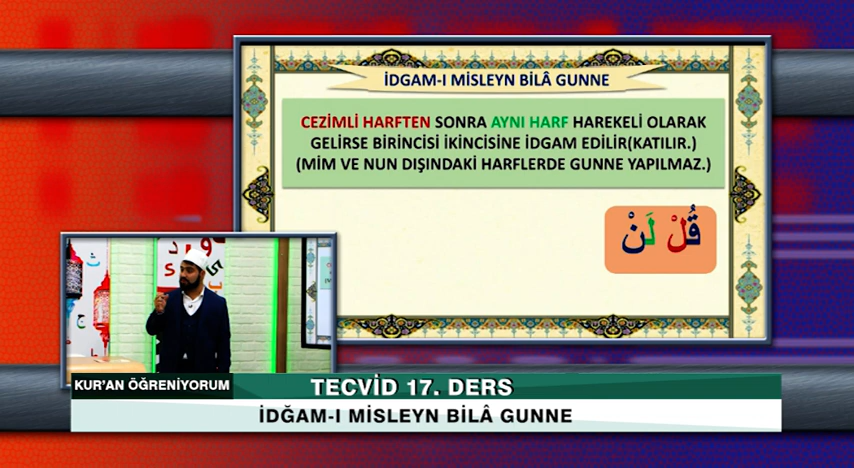 İDGAM-I MİSLEYN BİLÂ GUNNE
CEZİMLİ HARFTEN SONRA AYNI HARF HAREKELİ OLARAK
GELİRSE BİRİNCİSİ İKİNCİSİNE İDGAM EDİLİR(KATILIR.)
(MİM VE NUN DIŞINDAKİ HARFLERDE GUNNE YAPILMAZ.)
قُلْ لَنْ
KUR'AN ÖĞRENİYORUM
TECVİD 17. DERS
İDĞAM-I MİSLEYN BİLÂ GUNNE